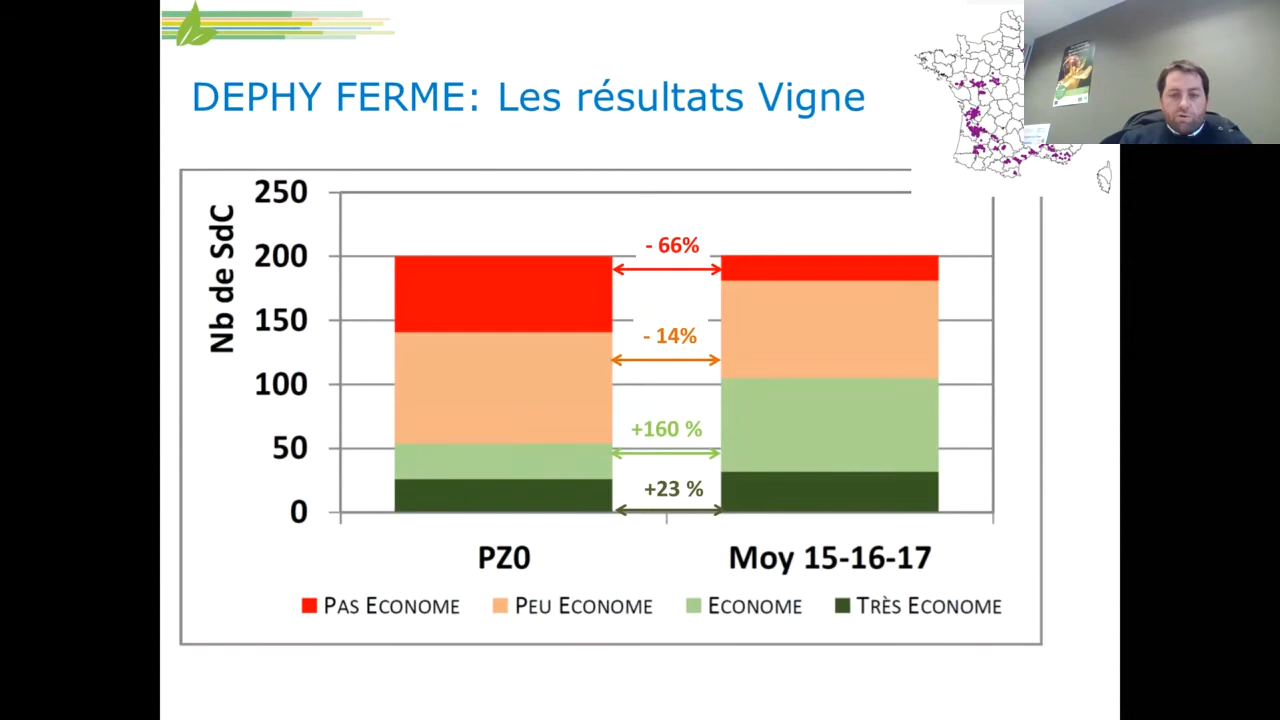 DEPHY FERME: Les résultats Vigne
Nb de SdC
250
200
150
100
50
0
- 66%
- 14%
+160 %
+23 %
PZ0
Moy 15-16-17
PAS ECONOME
PEU ECONOME
ECONOME
TRÈS ECONOME